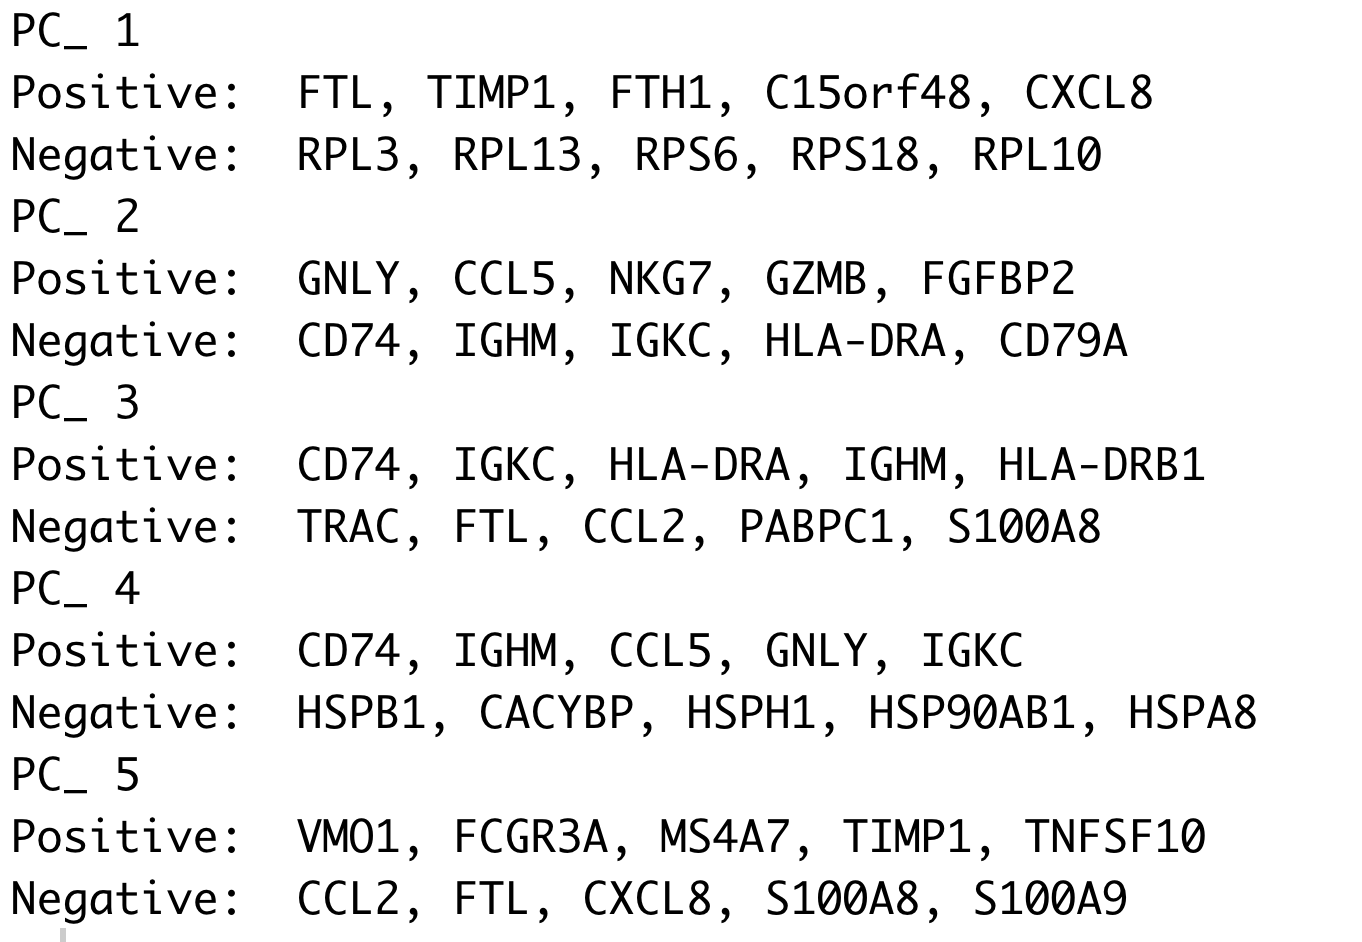 PC_ 1
Positive:  FTL, TIMP1, FTH1, C15orf48, CXCL8
Negative:  RPL3, RPL13, RPS6, RPS18, RPL10
PC_ 2
Positive:  GNLY, CCL5, NKG7, GZMB, FGFBP2
Negative:  CD74, IGHM, IGKC, HLA-DRA, CD79A
PC_ 3
Positive:  CD74, IGKC, HLA-DRA, IGHM, HLA-DRB1
Negative:  TRAC, FTL, CCL2, PABPC1, S100A8
PC_ 4
Positive:  CD74, IGHM, CCL5, GNLY, IGKC
Negative:  HSPB1, CACYBP, HSPH1, HSP90AB1, HSPA8
PC_ 5
Positive:  VMO1, FCGR3A, MS4A7, TIMP1, TNFSF10
Negative:  CCL2, FTL, CXCL8, S100A8, S100A9